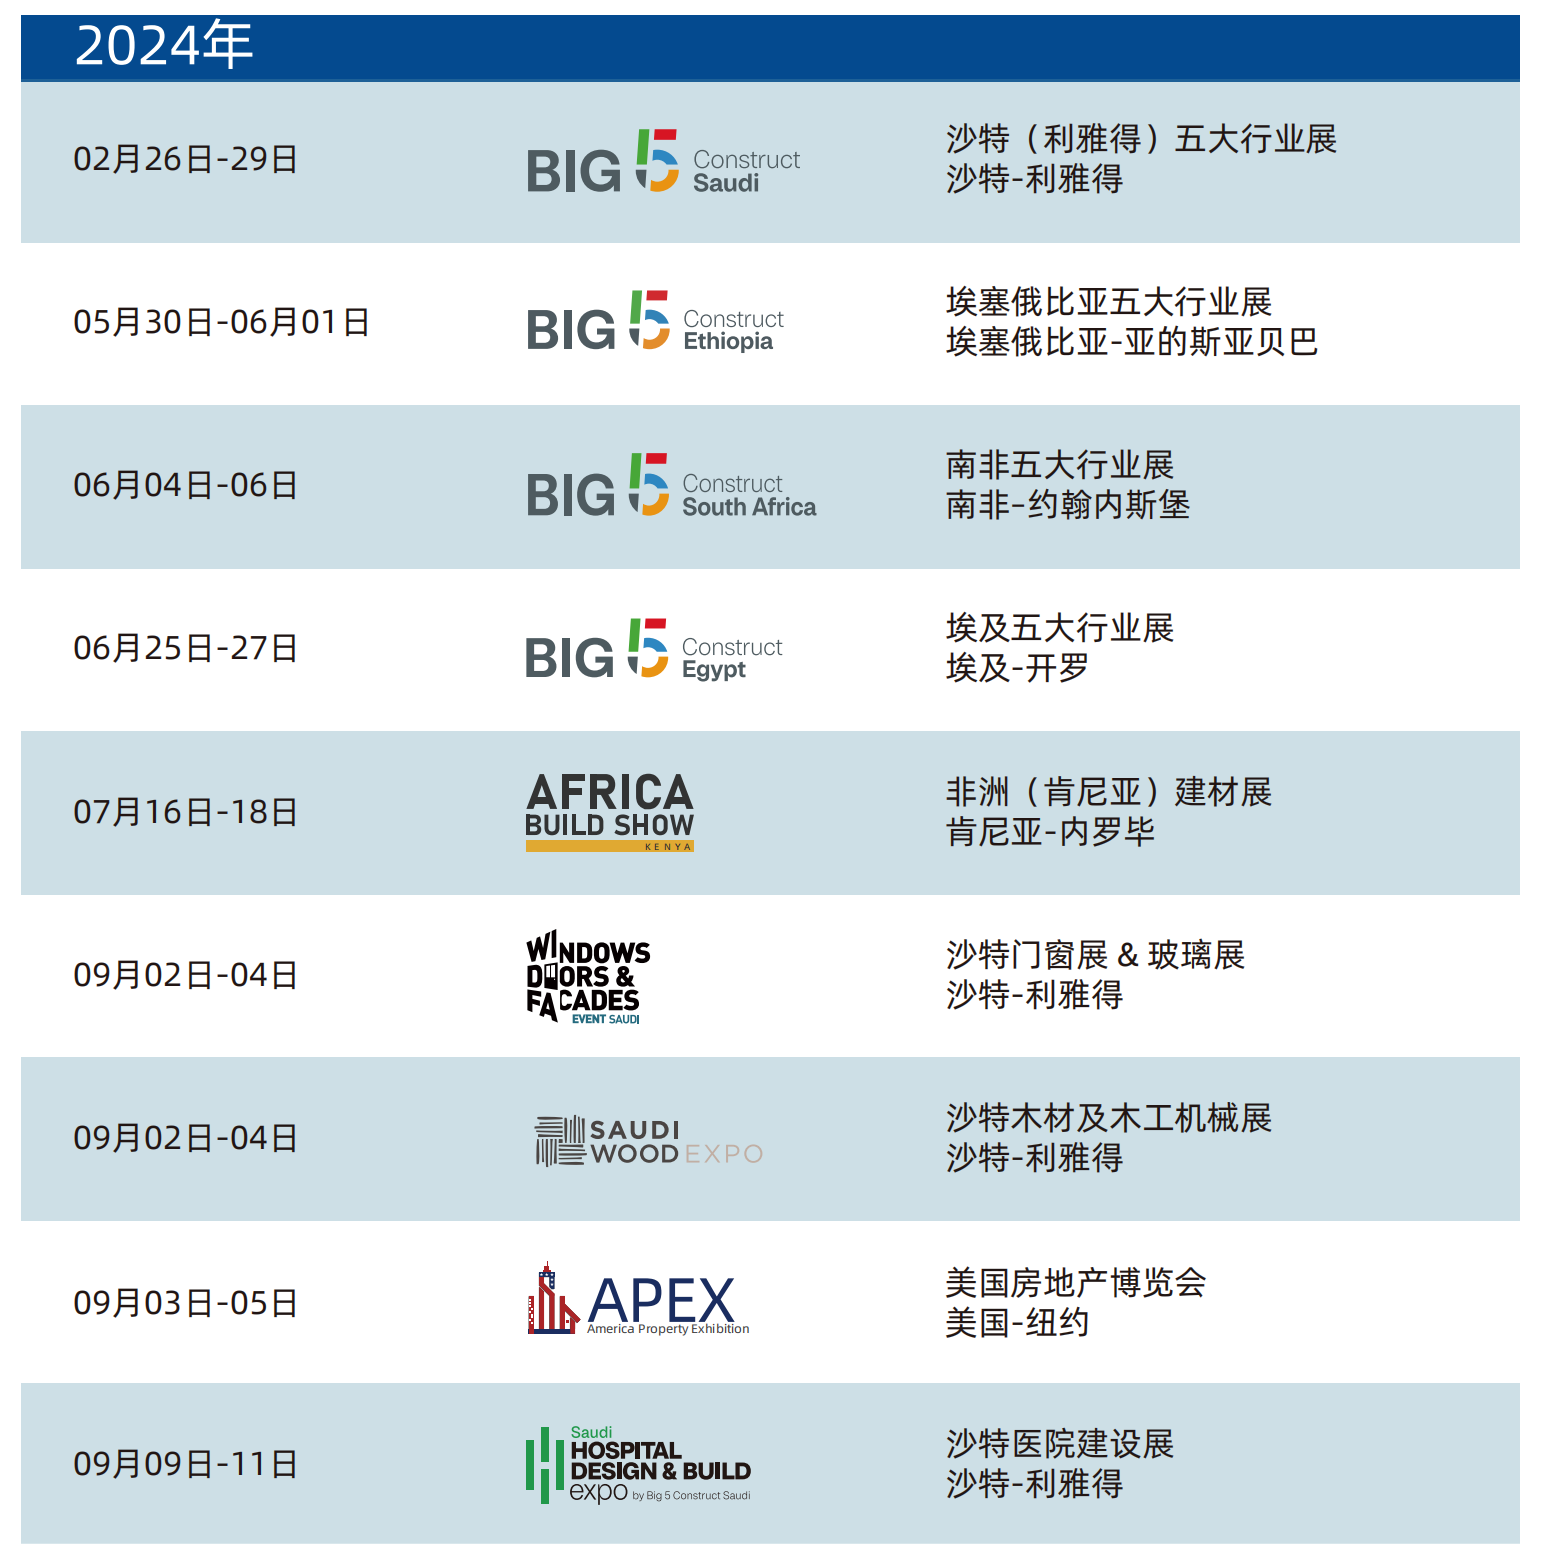 2024年
02月26日-29日
BIG 5 Construct
Saudi
沙特（利雅得）五大行业展
沙特-利雅得
05月30日-06月01日
BIG 5 Construct
Ethiopia
埃塞俄比亚五大行业展
埃塞俄比亚-亚的斯亚贝巴
06月04日-06日
BIG 5 Construct
South Africa
南非五大行业展
南非-约翰内斯堡
06月25日-27日
BIG 5 Construct
Egypt
埃及五大行业展
埃及-开罗
07月16日-18日
AFRICA
BUILD SHOW
KENYA
非洲（肯尼亚）建材展
肯尼亚-内罗毕
09月02日-04日
WINDOWS
DOORS &
FACADES
EVENT SAUDI
沙特门窗展 & 玻璃展
沙特-利雅得
09月02日-04日
SAUDI
WOOD EXPO
沙特木材及木工机械展
沙特-利雅得
09月03日-05日
APEX
America Property Exhibition
美国房地产博览会
美国-纽约
09月09日-11日
Saudi
HOSPITAL
DESIGN & BUILD
expo by Big 5 Construct Saudi
沙特医院建设展
沙特-利雅得